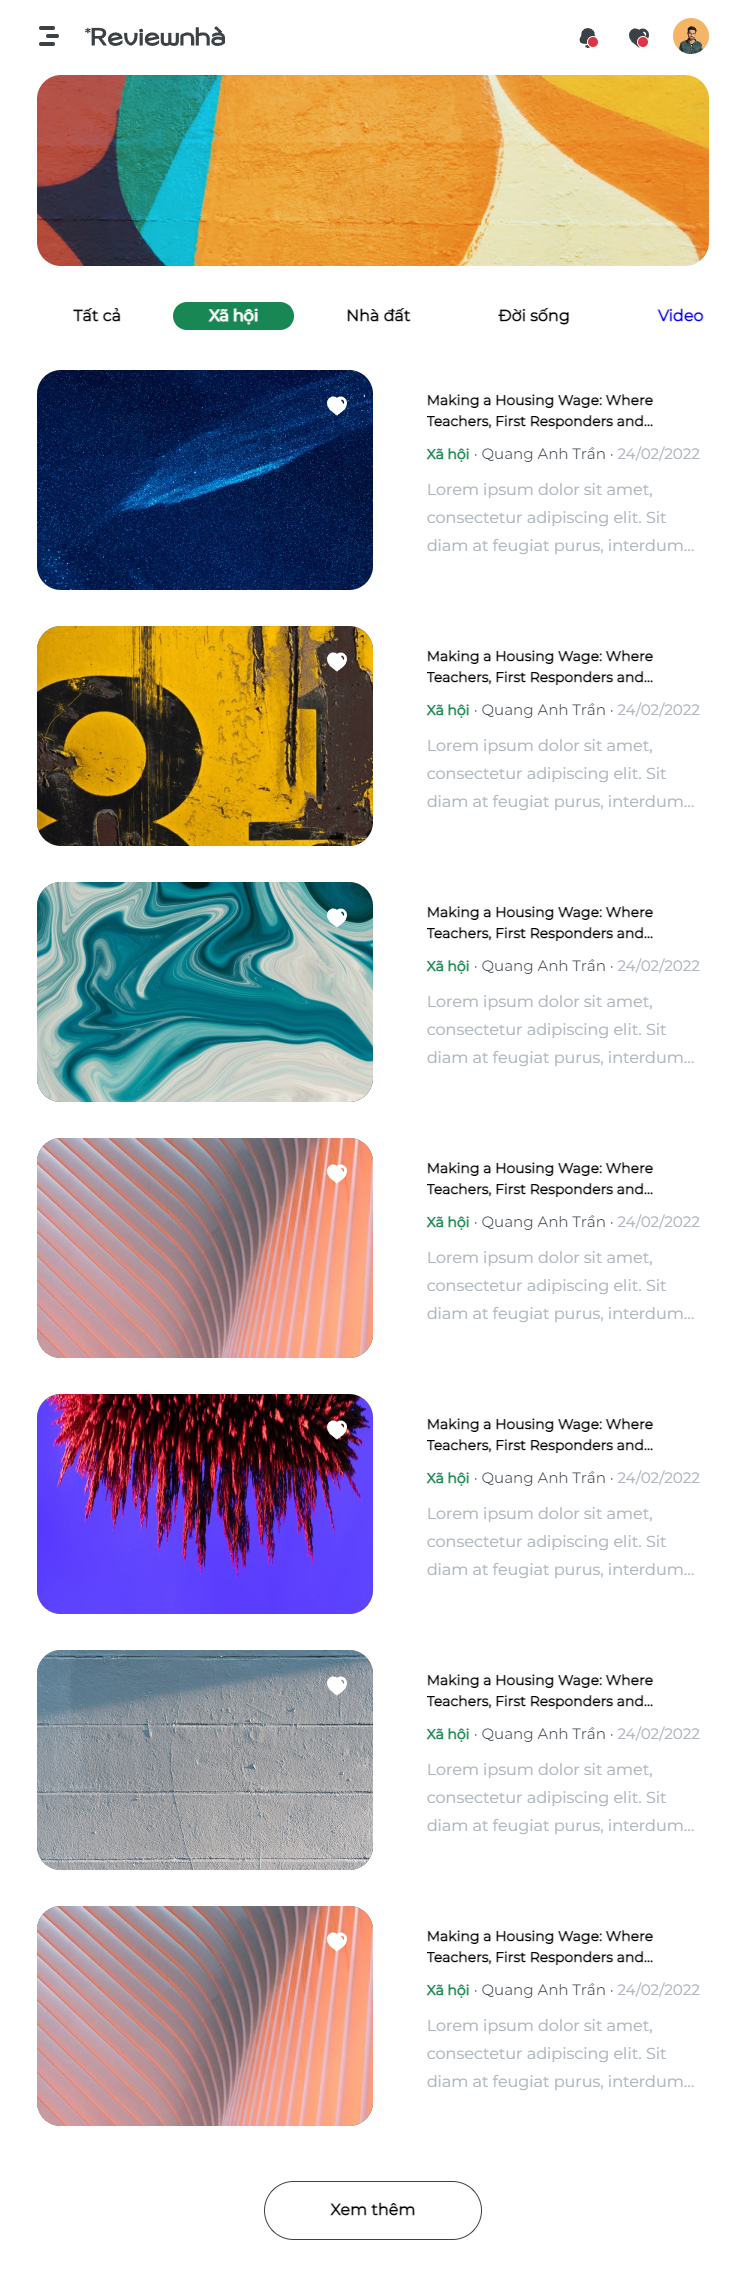 *Reviewnhà
Tất cả
Xã hội
Nhà đất
Đời sống
Video
Making a Housing Wage: Where
Teachers, First Responders and...
Xã hội · Quang Anh Trần · 24/02/2022
Lorem ipsum dolor sit amet,
consectetur adipiscing elit. Sit
diam at feugiat purus, interdum...
81
Making a Housing Wage: Where
Teachers, First Responders and...
Xã hội · Quang Anh Trần · 24/02/2022
Lorem ipsum dolor sit amet,
consectetur adipiscing elit. Sit
diam at feugiat purus, interdum...
Making a Housing Wage: Where
Teachers, First Responders and...
Xã hội · Quang Anh Trần · 24/02/2022
Lorem ipsum dolor sit amet,
consectetur adipiscing elit. Sit
diam at feugiat purus, interdum...
Making a Housing Wage: Where
Teachers, First Responders and...
Xã hội · Quang Anh Trần · 24/02/2022
Lorem ipsum dolor sit amet,
consectetur adipiscing elit. Sit
diam at feugiat purus, interdum...
Making a Housing Wage: Where
Teachers, First Responders and...
Xã hội · Quang Anh Trần · 24/02/2022
Lorem ipsum dolor sit amet,
consectetur adipiscing elit. Sit
diam at feugiat purus, interdum...
Making a Housing Wage: Where
Teachers, First Responders and...
Xã hội · Quang Anh Trần · 24/02/2022
Lorem ipsum dolor sit amet,
consectetur adipiscing elit. Sit
diam at feugiat purus, interdum...
Making a Housing Wage: Where
Teachers, First Responders and...
Xã hội · Quang Anh Trần · 24/02/2022
Lorem ipsum dolor sit amet,
consectetur adipiscing elit. Sit
diam at feugiat purus, interdum...
Xem thêm